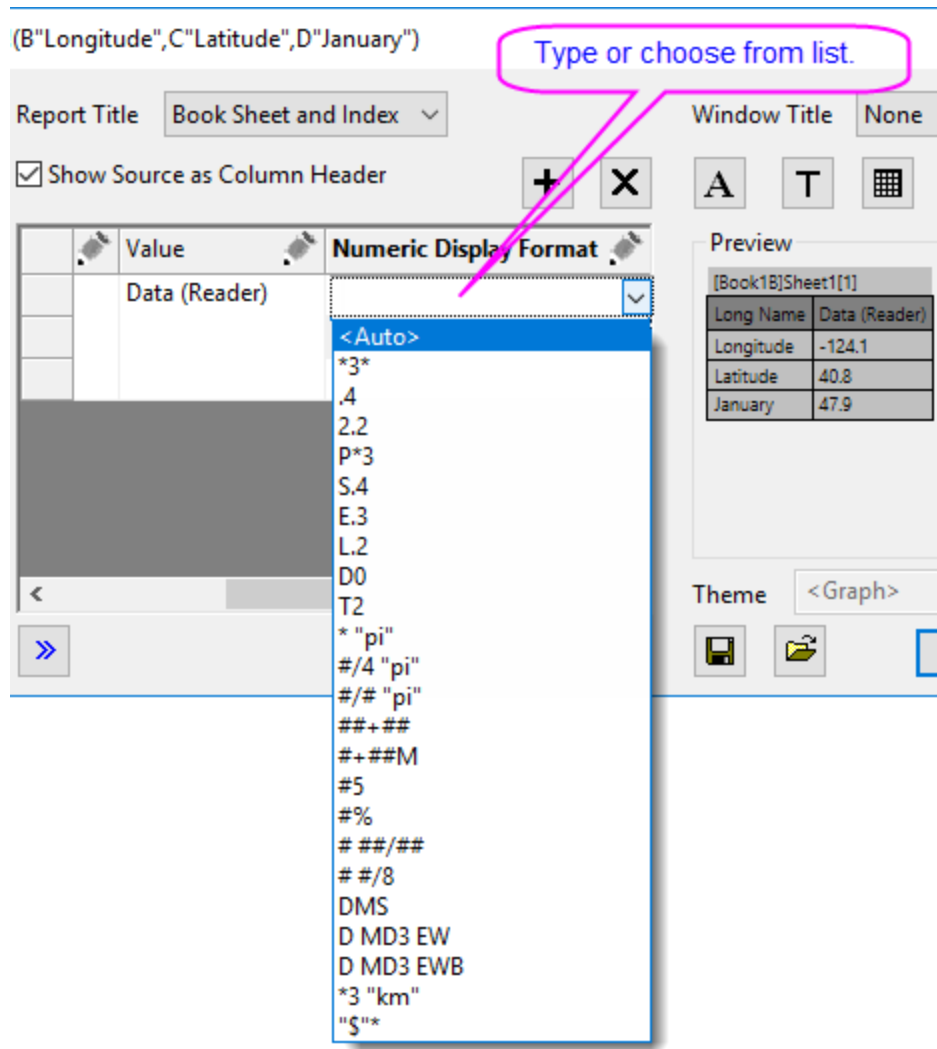 (B"Longitude",C"Latitude",D"January")
Type or choose from list.
Report Title Book Sheet and Index Window Title None
Show Source as Column Header
A T
Value Numeric Display Format
Data (Reader)
<Auto>
*3*
.4
2.2
P*3
S.4
E.3
L.2
D0
T2
* "pi"
#/4 "pi"
#/# "pi"
##+##
#+##M
#5
#%
# ##/##
# #/8
DMS
D MD3 EW
D MD3 EWB
*3 "km"
"$"*
Preview
[Book1B]Sheet1[1]
Long Name Data (Reader)
Longitude -124.1
Latitude 40.8
January 47.9
Theme <Graph>